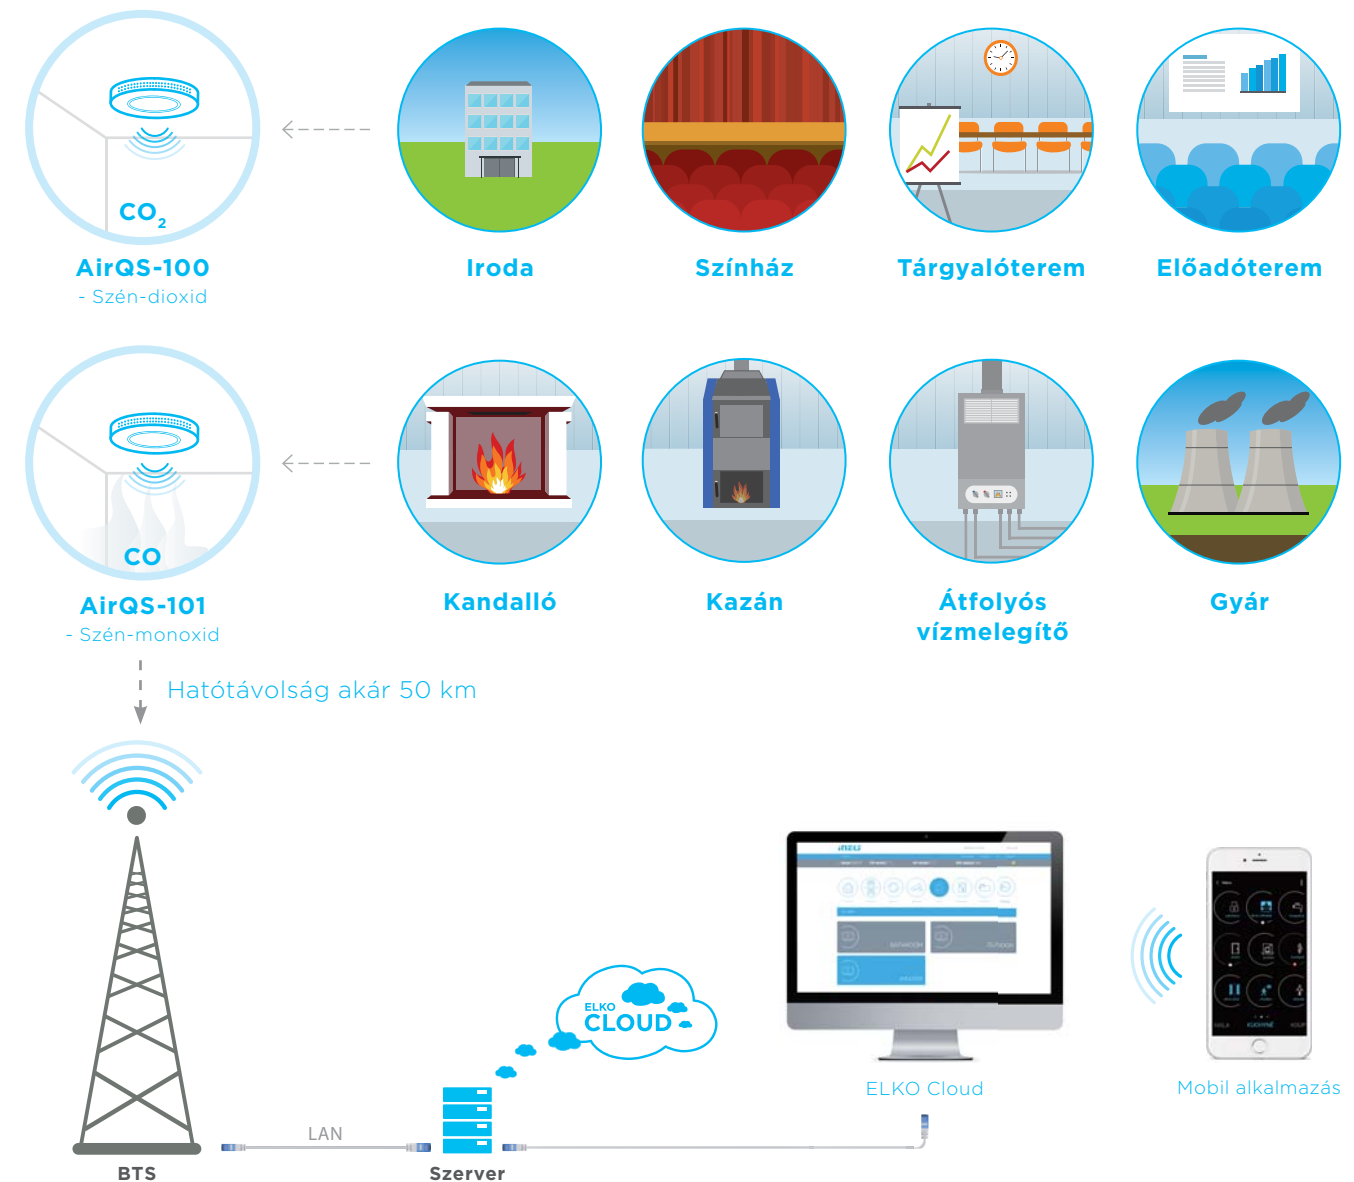 CO2
AirQS-100
- Szén-dioxid
Iroda
Színház
Tárgyalóterem
Előadóterem
CO
AirQS-101
- Szén-monoxid
Kandalló
Kazán
Átfolyós
vízmelegítő
Gyár
Hatótávolság akár 50 km
ELKO
CLOUD
ELKO Cloud
Mobil alkalmazás
KUCHYNĚ
LAN
BTS
Szerver